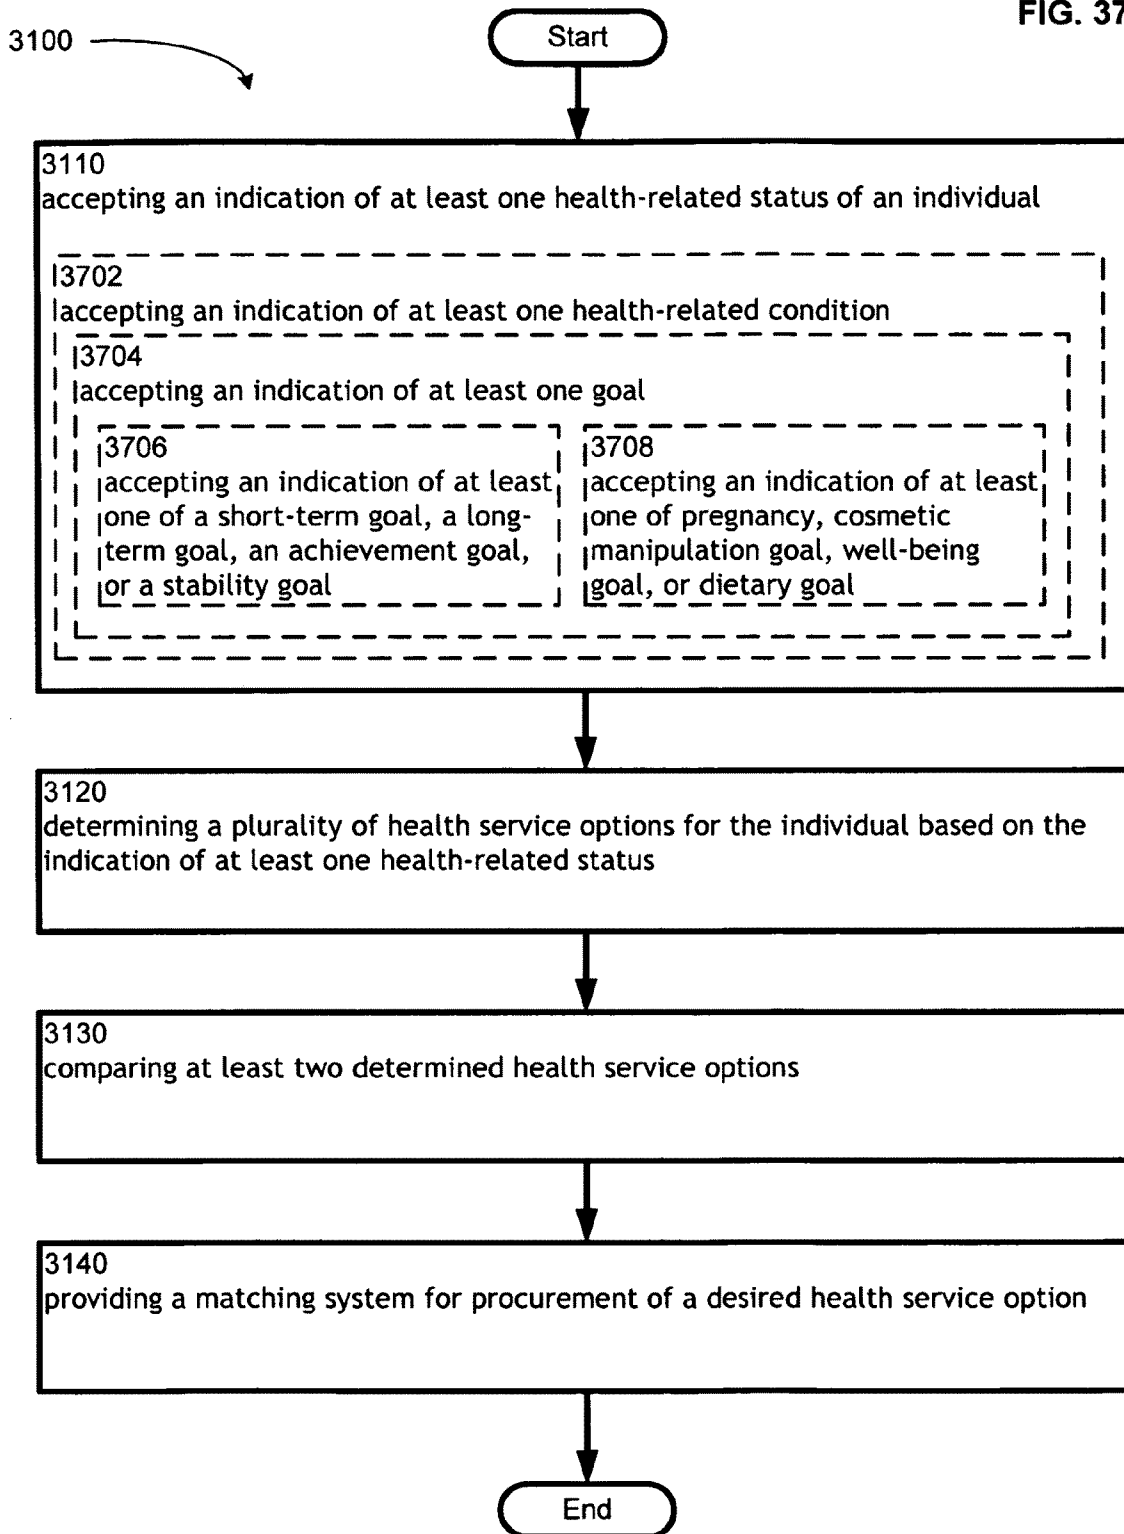 FIG. 37
3100
Start
3110
accepting an indication of at least one health-related status of an individual
3702
accepting an indication of at least one health-related condition
3704
accepting an indication of at least one goal
3706
accepting an indication of at least
one of a short-term goal, a long-
term goal, an achievement goal,
or a stability goal
3708
accepting an indication of at least
one of pregnancy, cosmetic
manipulation goal, well-being
goal, or dietary goal
3120
determining a plurality of health service options for the individual based on the
indication of at least one health-related status
3130
comparing at least two determined health service options
3140
providing a matching system for procurement of a desired health service option
End